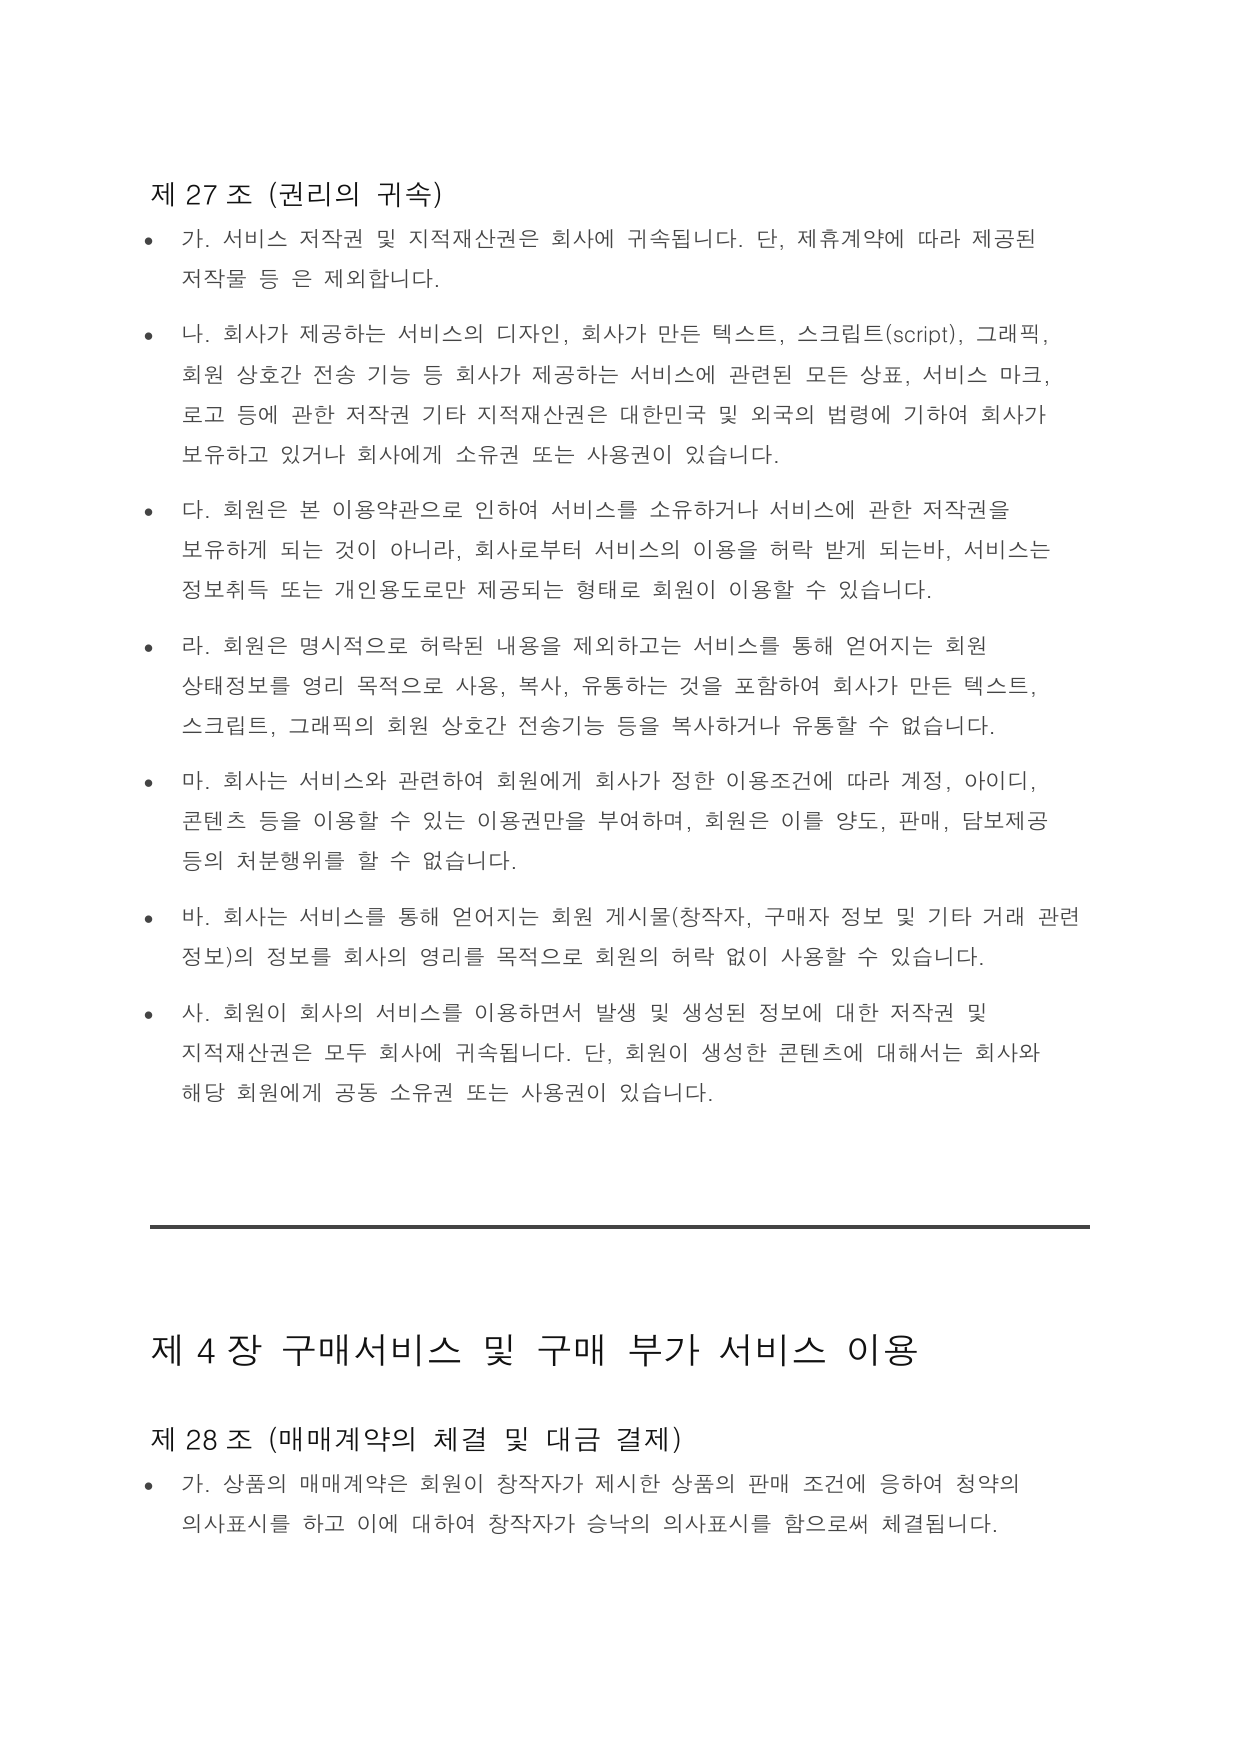 제 27 조 (권리의 귀속)
• 가. 서비스 저작권 및 지적재산권은 회사에 귀속됩니다. 단, 제휴계약에 따라 제공된
저작물 등 은 제외합니다.
• 나. 회사가 제공하는 서비스의 디자인, 회사가 만든 텍스트, 스크립트(script), 그래픽,
회원 상호간 전송 기능 등 회사가 제공하는 서비스에 관련된 모든 상표, 서비스 마크,
로고 등에 관한 저작권 기타 지적재산권은 대한민국 및 외국의 법령에 기하여 회사가
보유하고 있거나 회사에게 소유권 또는 사용권이 있습니다.
• 다. 회원은 본 이용약관으로 인하여 서비스를 소유하거나 서비스에 관한 저작권을
보유하게 되는 것이 아니라, 회사로부터 서비스의 이용을 허락 받게 되는바, 서비스는
정보취득 또는 개인용도로만 제공되는 형태로 회원이 이용할 수 있습니다.
• 라. 회원은 명시적으로 허락된 내용을 제외하고는 서비스를 통해 얻어지는 회원
상태정보를 영리 목적으로 사용, 복사, 유통하는 것을 포함하여 회사가 만든 텍스트,
스크립트, 그래픽의 회원 상호간 전송기능 등을 복사하거나 유통할 수 없습니다.
• 마. 회사는 서비스와 관련하여 회원에게 회사가 정한 이용조건에 따라 계정, 아이디,
콘텐츠 등을 이용할 수 있는 이용권만을 부여하며, 회원은 이를 양도, 판매, 담보제공
등의 처분행위를 할 수 없습니다.
• 바. 회사는 서비스를 통해 얻어지는 회원 게시물(창작자, 구매자 정보 및 기타 거래 관련
정보)의 정보를 회사의 영리를 목적으로 회원의 허락 없이 사용할 수 있습니다.
• 사. 회원이 회사의 서비스를 이용하면서 발생 및 생성된 정보에 대한 저작권 및
지적재산권은 모두 회사에 귀속됩니다. 단, 회원이 생성한 콘텐츠에 대해서는 회사와
해당 회원에게 공동 소유권 또는 사용권이 있습니다.
제 4 장 구매서비스 및 구매 부가 서비스 이용
제 28 조 (매매계약의 체결 및 대금 결제)
• 가. 상품의 매매계약은 회원이 창작자가 제시한 상품의 판매 조건에 응하여 청약의
의사표시를 하고 이에 대하여 창작자가 승낙의 의사표시를 함으로써 체결됩니다.